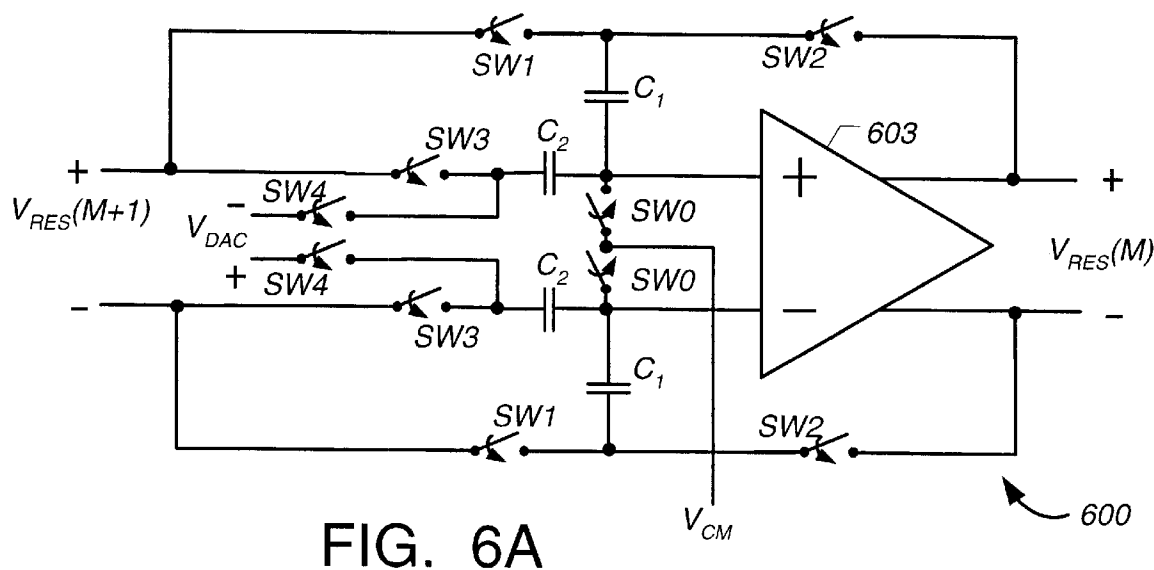 SW1
SW2
C1
603
C2
SW3
+
+
+
SW4
−
SW0
VRES(M+1)
VDAC
VRES(M)
+
SW4
C2
SW0
-
−
-
SW3
C1
SW1
SW2
VCM
600
FIG. 6A